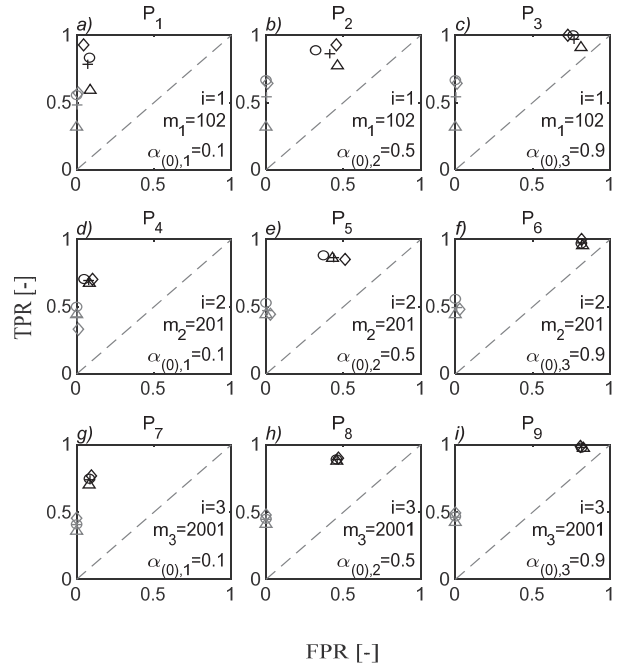 a) P1
b) P2
c) P3
1 1 1
0.5 0.5 0.5
i=1 i=1 i=1
m1=102 m1=102 m1=102
α(0),1=0.1 α(0),2=0.5 α(0),3=0.9
0 0 0
0 0.5 1 0 0.5 1 0 0.5 1
d) P4
e) P5
f) P6
1 1 1
0.5 0.5 0.5
i=2 i=2 i=2
m2=201 m2=201 m2=201
α(0),1=0.1 α(0),2=0.5 α(0),3=0.9
0 0 0
0 0.5 1 0 0.5 1 0 0.5 1
TPR [-]
g) P7
h) P8
i) P9
1 1 1
0.5 0.5 0.5
i=3 i=3 i=3
m3=2001 m3=2001 m3=2001
α(0),1=0.1 α(0),2=0.5 α(0),3=0.9
0 0 0
0 0.5 1 0 0.5 1 0 0.5 1
FPR [-]